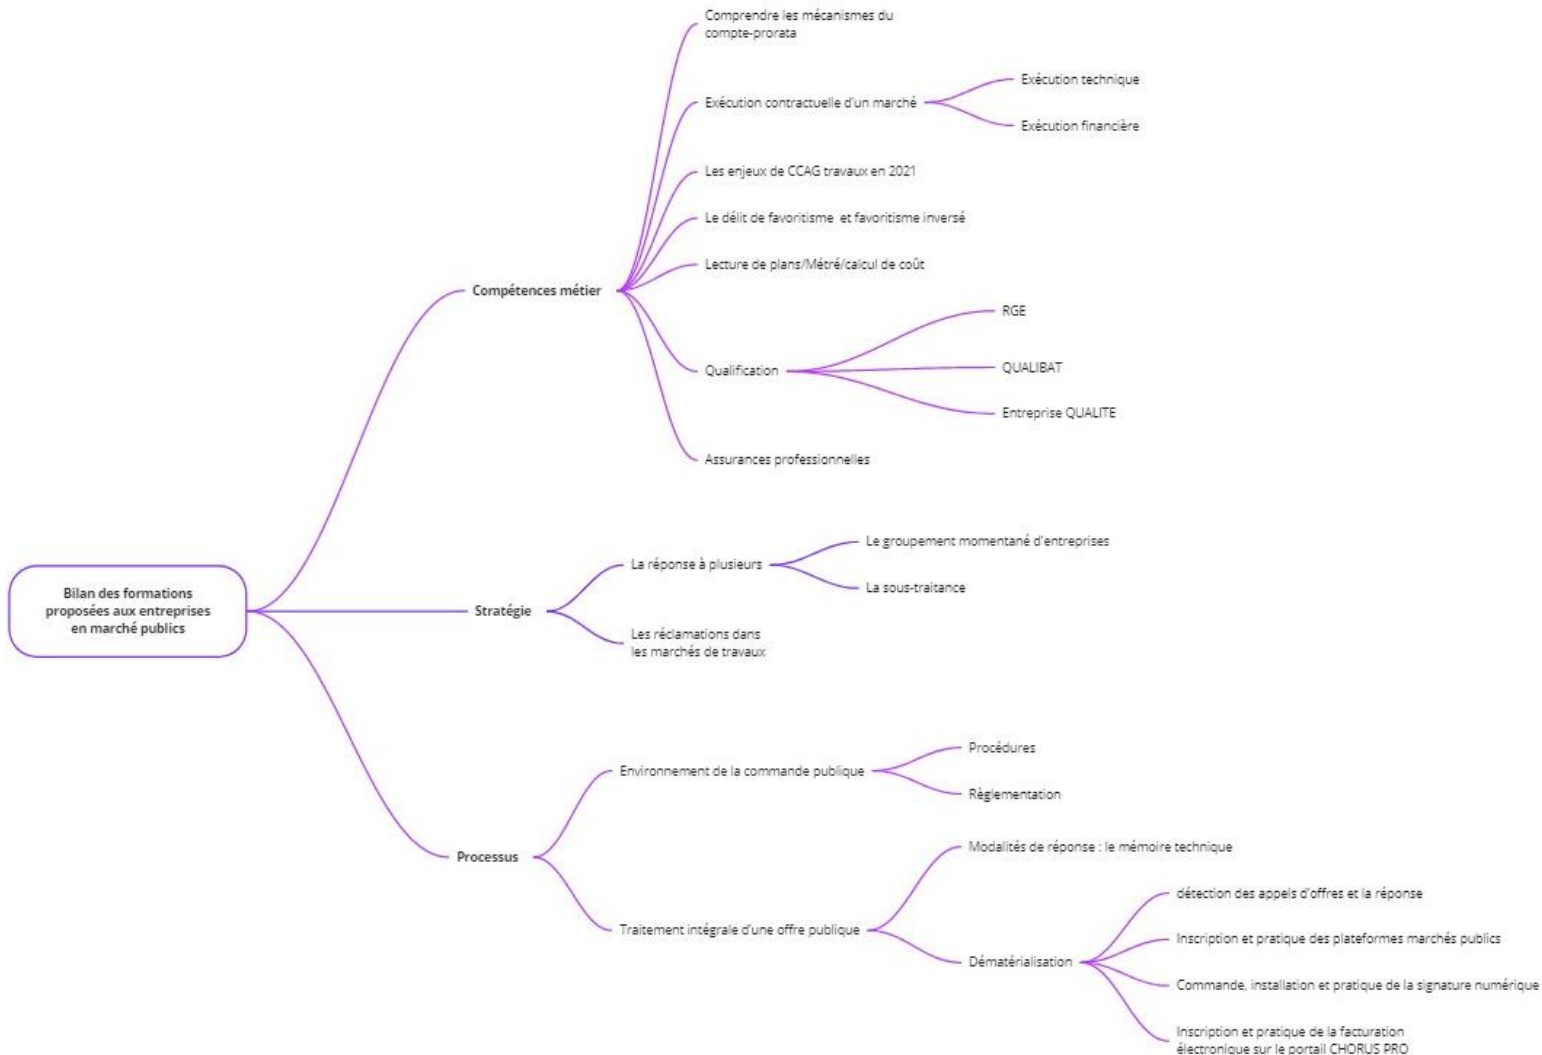 Comprendre les mécanismes du
compte-prorata
Exécution technique
Exécution contractuelle d'un marché
Exécution financière
Les enjeux de CCAG travaux en 2021
Le délit de favoritisme et favoritisme inversé
Lecture de plans/Métré/calcul de coût
Compétences métier
RGE
QUALIBAT
Qualification
Entreprise QUALITE
Assurances professionnelles
Le groupement momentané d'entreprises
La réponse à plusieurs
La sous-traitance
Bilan des formations
proposées aux entreprises
en marché publics
Stratégie
Les réclamations dans
les marchés de travaux
Procédures
Environnement de la commande publique
Règlementation
Processus
Modalités de réponse : le mémoire technique
détection des appels d'offres et la réponse
Traitement intégrale d'une offre publique
Inscription et pratique des plateformes marchés publics
Dématérialisation
Commande, installation et pratique de la signature numérique
Inscription et pratique de la facturation
électronique sur le portail CHORUS PRO